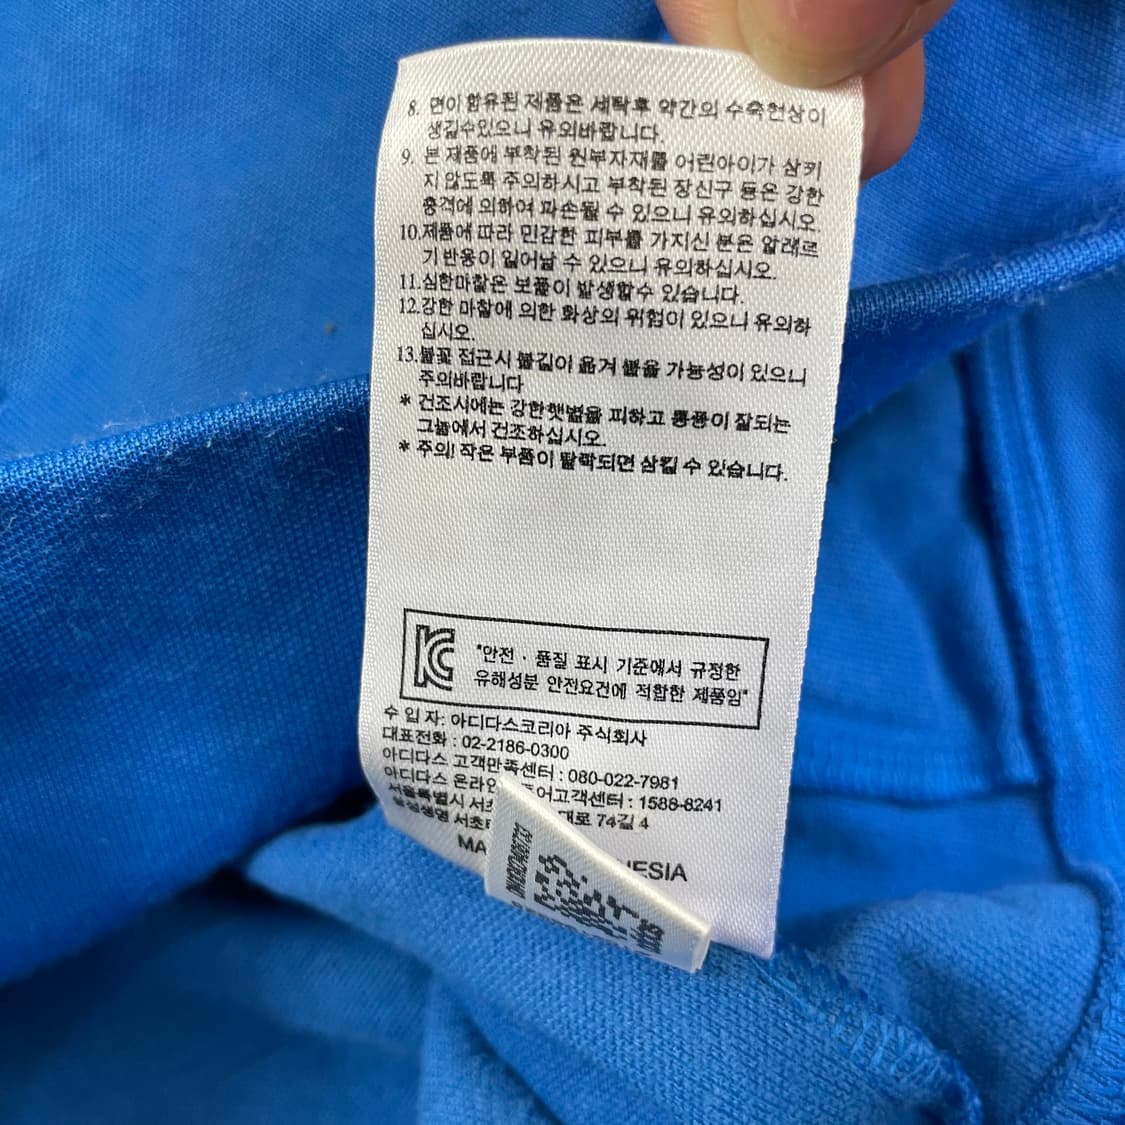 8. 면이 함유된 제품은 세탁후 약간의 수축현상이
생길수있으니 유의바랍니다.
9. 본 제품에 부착된 원부자재를 어린아이가 삼키
지 않도록 주의하시고 부착된 장신구 등은 강한
충격에 의하여 파손될 수 있으니 유의하십시오.
10.제품에 따라 민감한 피부를 가지신 분은 알래르
기 반응이 일어날 수 있으니 유의하십시오.
11.심한마찰은 보풀이 발생할수 있습니다.
12.강한 마찰에 의한 화상의 위험이 있으니 유의하
십시오.
13.불꽃 접근시 불길이 옮겨 붙을 가능성이 있으니
주의바랍니다
* 건조시에는 강한햇볕을 피하고 통풍이 잘되는
그늘에서 건조하십시오.
* 주의! 작은 부품이 탈락되면 삼킬 수 있습니다.
KC
"안전 · 품질 표시 기준에서 규정한
유해성분 안전요건에 적합한 제품임"
수 입 자: 아디다스코리아 주식회사
대표전화 : 02-2186-0300
아디다스 고객만족센터 : 080-022-7981
아디다스 온라인 어고객센터 : 1588-8241
서울특별시 서초 대로 74길 4
삼성생명 서초
MA NESIA
adidas